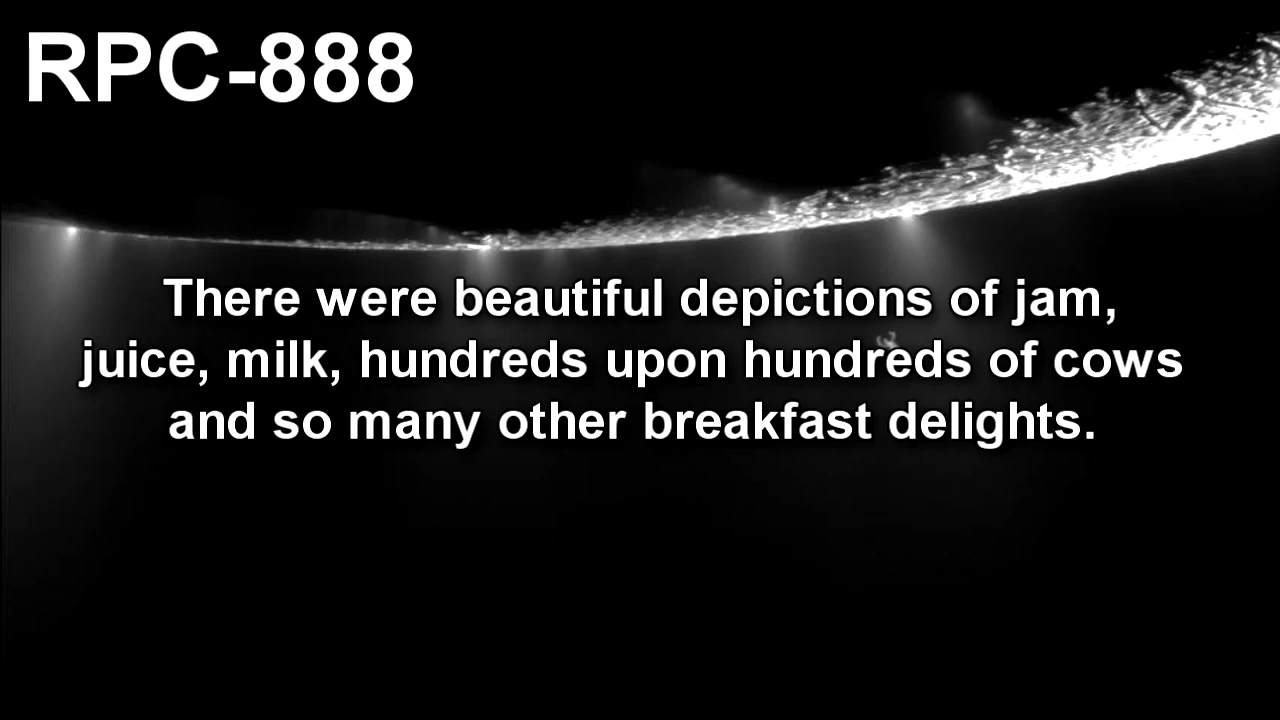 RPC-888
There were beautiful depictions of jam,
juice, milk, hundreds upon hundreds of cows
and so many other breakfast delights.